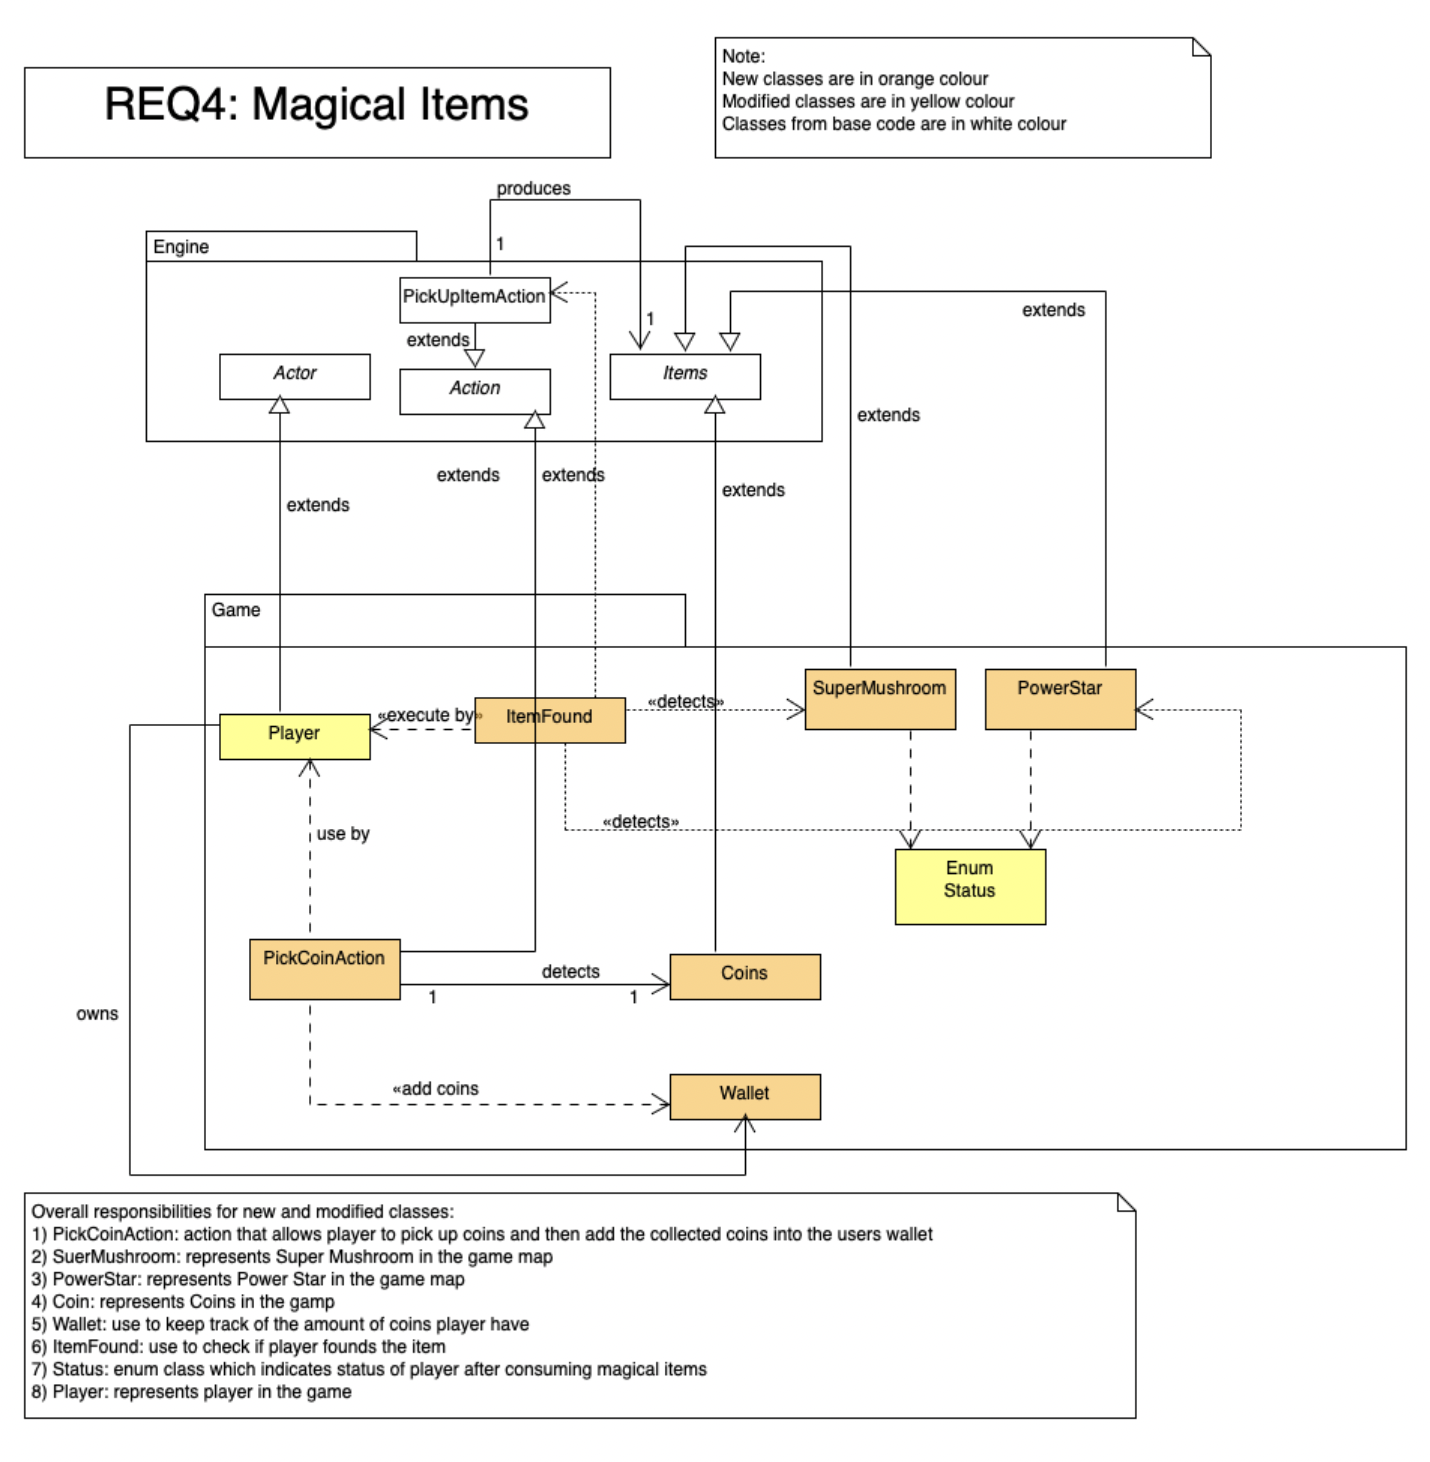 REQ4: Magical Items
Note:
New classes are in orange colour
Modified classes are in yellow colour
Classes from base code are in white colour
produces
1
Engine
PickUpItemAction
1
extends
extends
Actor
Action
Items
extends
extends
extends
extends
extends
Game
SuperMushroom
PowerStar
«detects»
«execute by»
ItemFound
Player
«detects»
use by
Enum
Status
PickCoinAction
detects
Coins
1
1
owns
«add coins
Wallet
Overall responsibilities for new and modified classes:
1) PickCoinAction: action that allows player to pick up coins and then add the collected coins into the users wallet
2) SuerMushroom: represents Super Mushroom in the game map
3) PowerStar: represents Power Star in the game map
4) Coin: represents Coins in the gamp
5) Wallet: use to keep track of the amount of coins player have
6) ItemFound: use to check if player founds the item
7) Status: enum class which indicates status of player after consuming magical items
8) Player: represents player in the game